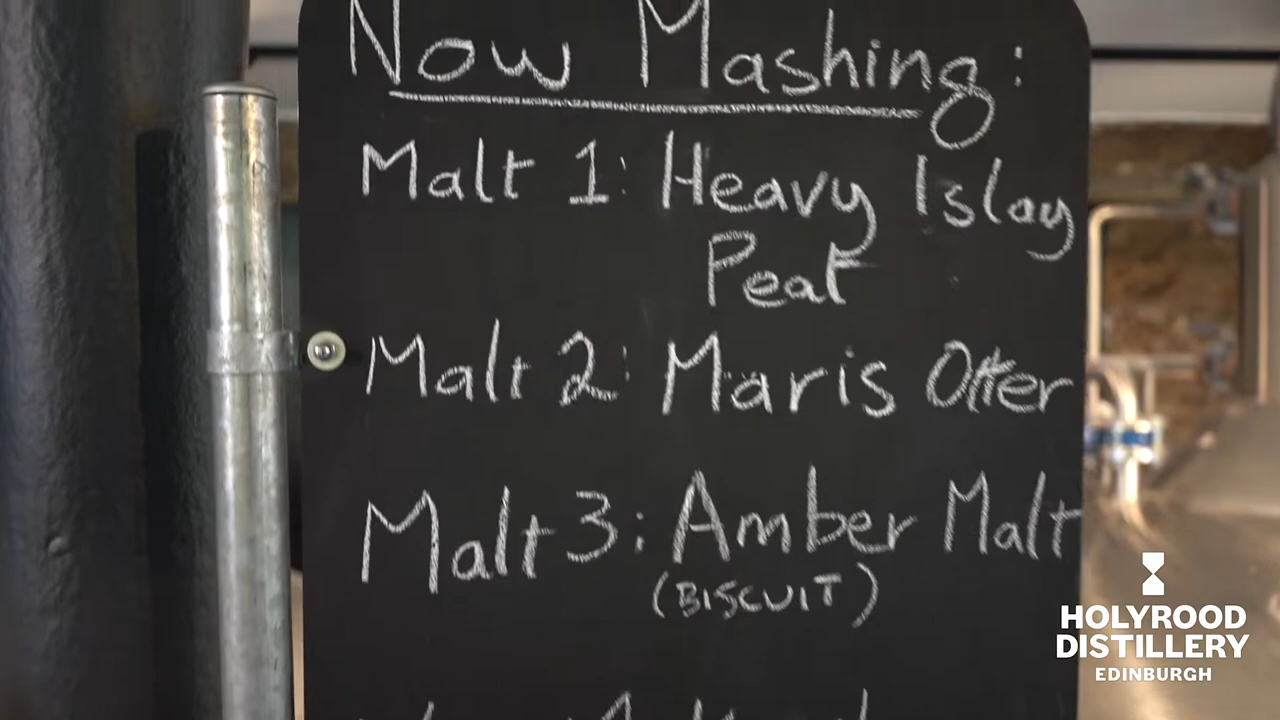 Now Mashing:
Malt 1: Heavy Islay
Peat
Malt 2: Maris Otter
Malt 3: Amber Malt
(BISCUIT)
HOLYROOD
DISTILLERY
EDINBURGH